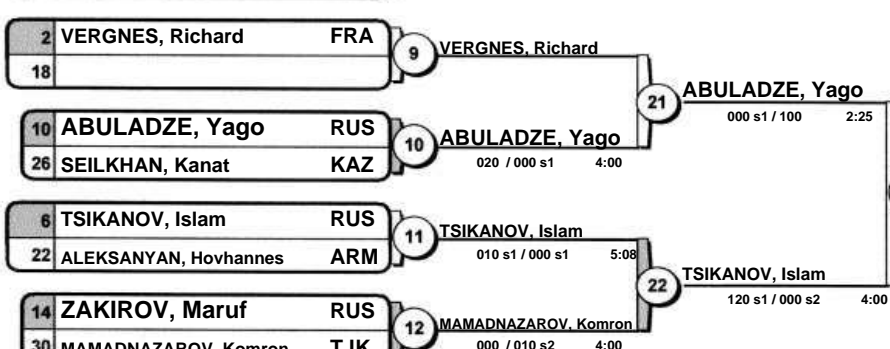 2 VERGNES, Richard FRA
18
9 VERGNES, Richard
10 ABULADZE, Yago RUS
26 SEILKHAN, Kanat KAZ
10 ABULADZE, Yago
020 / 000 s1 4:00
21 ABULADZE, Yago
000 s1 / 100 2:25
6 TSIKANOV, Islam RUS
22 ALEKSANYAN, Hovhannes ARM
11 TSIKANOV, Islam
010 s1 / 000 s1 5:08
14 ZAKIROV, Maruf RUS
30 MAMADNAZAROV, Komron TJK
12 MAMADNAZAROV, Komron
000 / 010 s2 4:00
22 TSIKANOV, Islam
120 s1 / 000 s2 4:00